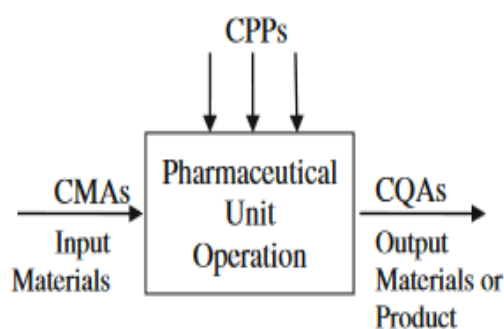 CPPs
CMAs
Input
Materials
Pharmaceutical
Unit
Operation
CQAs
Output
Materials or
Product